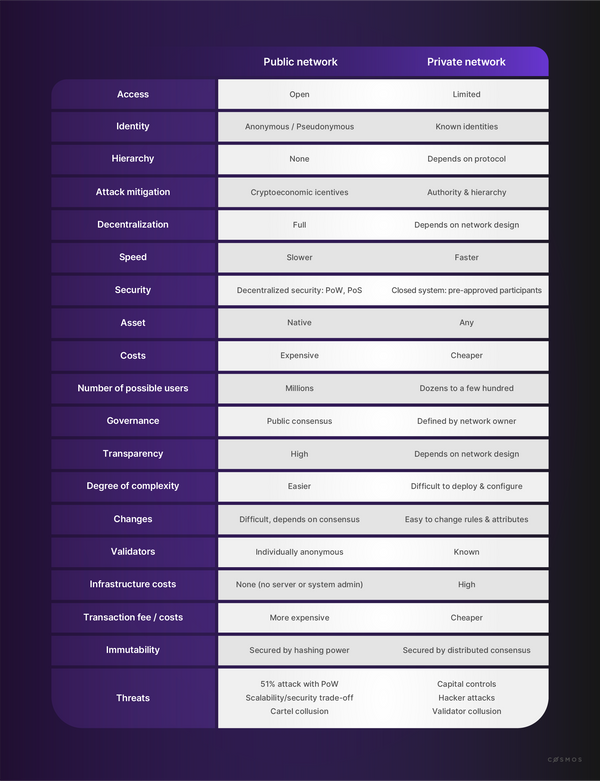 Public network Private network
Access Open Limited
Identity Anonymous / Pseudonymous Known identities
Hierarchy None Depends on protocol
Attack mitigation Cryptoeconomic icentives Authority & hierarchy
Decentralization Full Depends on network design
Speed Slower Faster
Security Decentralized security: PoW, PoS Closed system: pre-approved participants
Asset Native Any
Costs Expensive Cheaper
Number of possible users Millions Dozens to a few hundred
Governance Public consensus Defined by network owner
Transparency High Depends on network design
Degree of complexity Easier Difficult to deploy & configure
Changes Difficult, depends on consensus Easy to change rules & attributes
Validators Individually anonymous Known
Infrastructure costs None (no server or system admin) High
Transaction fee / costs More expensive Cheaper
Immutability Secured by hashing power Secured by distributed consensus
51% attack with PoW Capital controls
Threats Scalability/security trade-off Hacker attacks
Cartel collusion Validator collusion
COSMOS